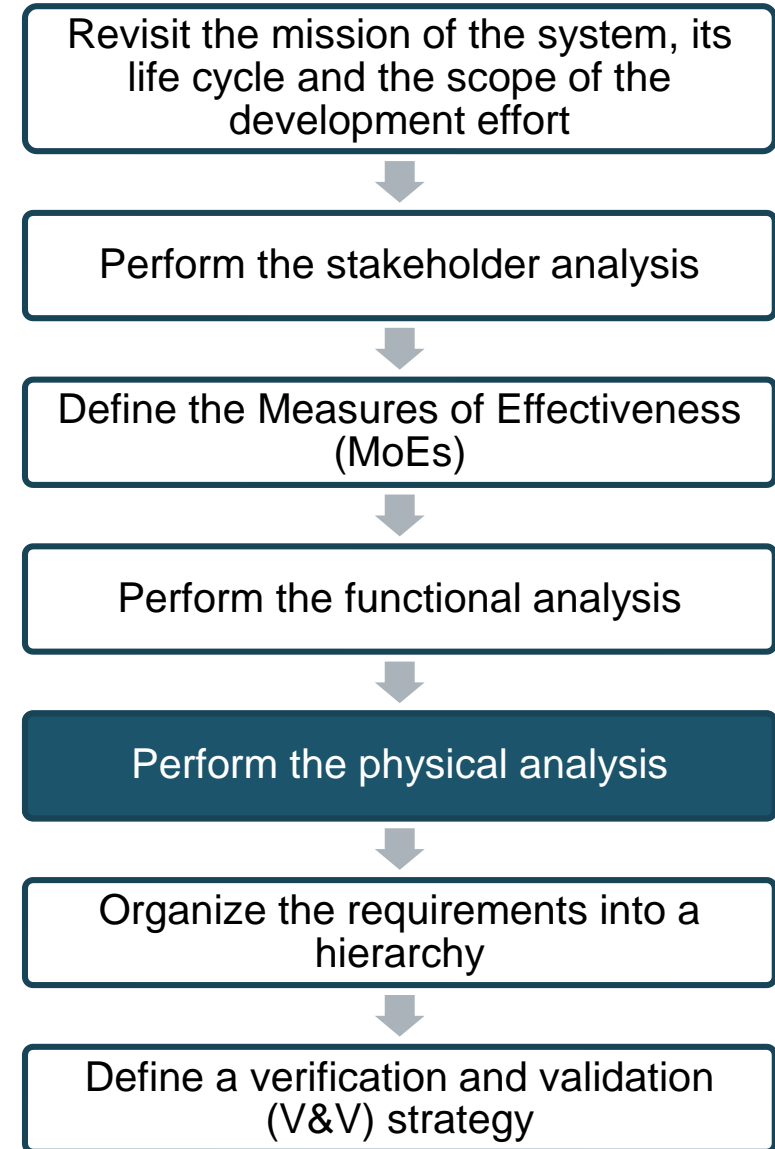 Revisit the mission of the system, its
life cycle and the scope of the
development effort
Perform the stakeholder analysis
Define the Measures of Effectiveness
(MoEs)
Perform the functional analysis
Perform the physical analysis
Organize the requirements into a
hierarchy
Define a verification and validation
(V&V) strategy